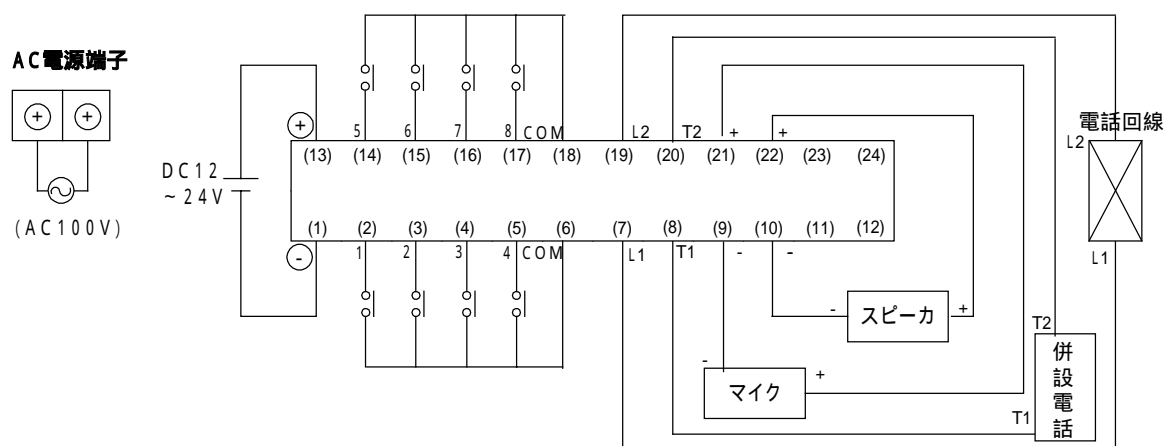 AC電源端子
(AC100V)
DC12
~24V
5 6 7 8 COM L2 T2 + +
(13) (14) (15) (16) (17) (18) (19) (20) (21) (22) (23) (24)
(1) (2) (3) (4) (5) (6) (7) (8) (9) (10) (11) (12)
1 2 3 4 COM L1 T1 - -
電話回線
L2
L1
- スピーカ +
- マイク +
T2
併設電話
T1